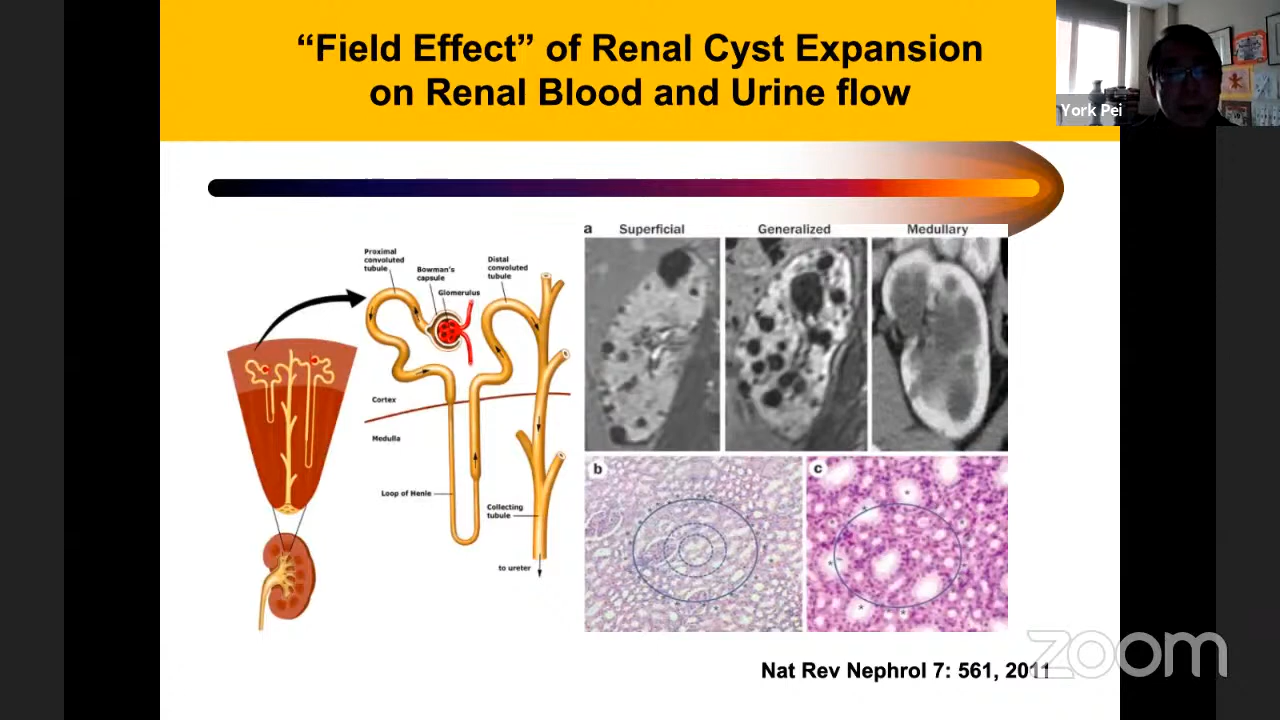 “Field Effect” of Renal Cyst Expansion
on Renal Blood and Urine flow
York Pei
Proximal
convoluted
tubule
Bowman's
capsule
Glomerulus
Distal
convoluted
tubule
Cortex
Medulla
Loop of Henle
Collecting
tubule
to ureter
a Superficial Generalized Medullary
b
c
Nat Rev Nephrol 7: 561, 2011
zoom